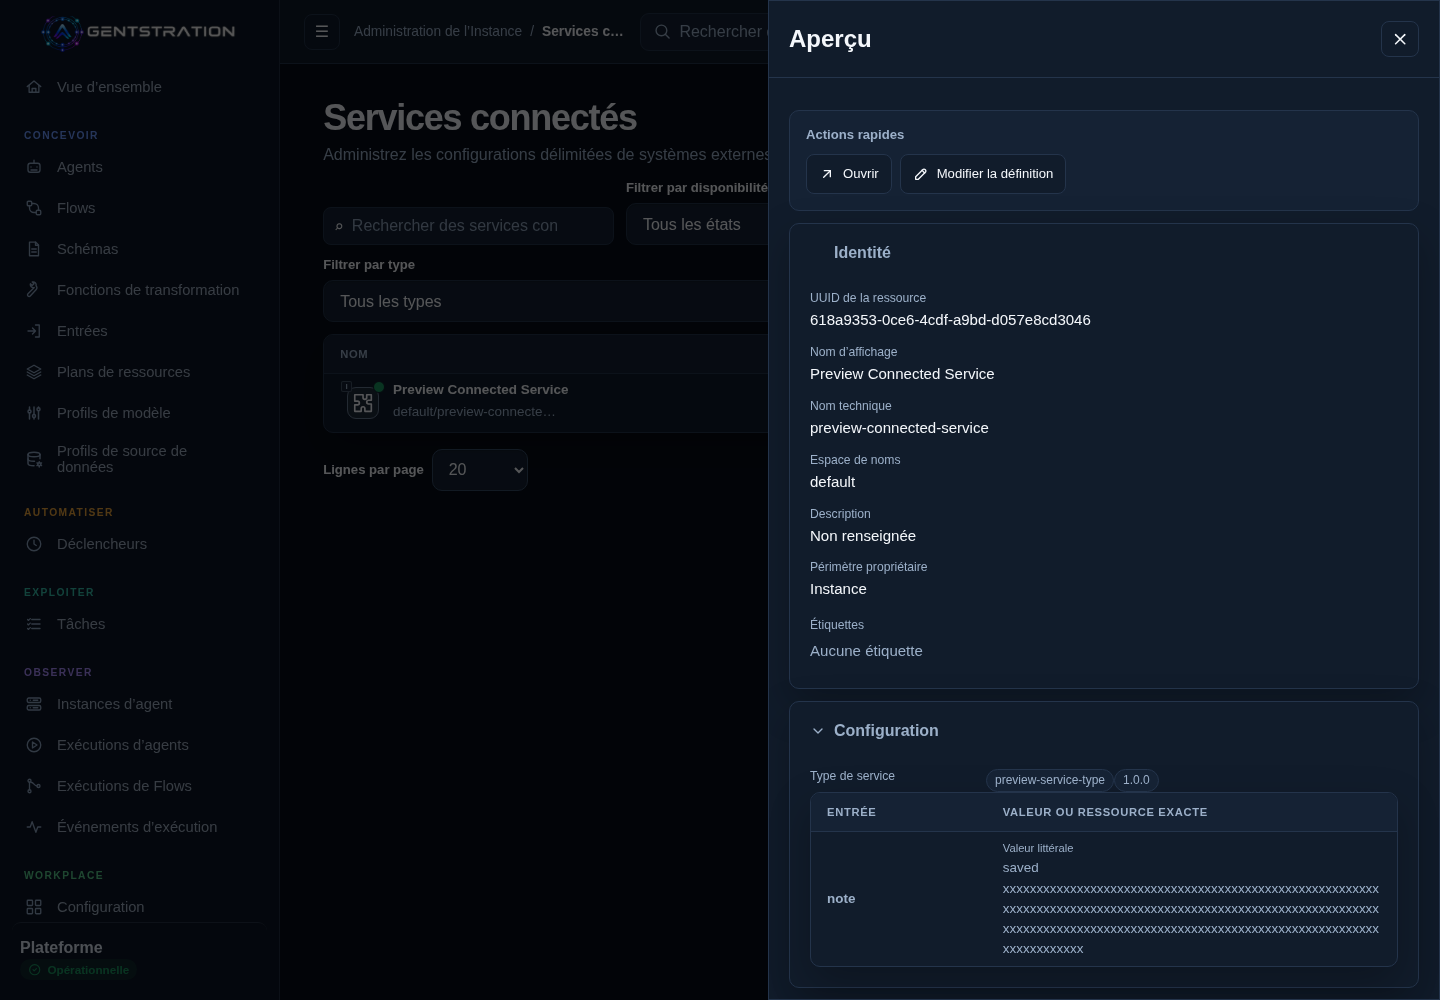 GENTSTRATION
Vue d’ensemble
CONCEVOIR
Agents
Flows
Schémas
Fonctions de transformation
Entrées
Plans de ressources
Profils de modèle
Profils de source de
données
AUTOMATISER
Déclencheurs
EXPLOITER
Tâches
OBSERVER
Instances d’agent
Exécutions d’agents
Exécutions de Flows
Événements d’exécution
WORKPLACE
Configuration
Plateforme
Opérationnelle
Administration de l’Instance / Services c…
Rechercher
Services connectés
Administrez les configurations délimitées de systèmes externes
Filtrer par disponibilité
Rechercher des services con
Tous les états
Filtrer par type
Tous les types
NOM
Preview Connected Service
default/preview-connecte…
Lignes par page 20
Aperçu
Actions rapides
Ouvrir
Modifier la définition
Identité
UUID de la ressource
618a9353-0ce6-4cdf-a9bd-d057e8cd3046
Nom d’affichage
Preview Connected Service
Nom technique
preview-connected-service
Espace de noms
default
Description
Non renseignée
Périmètre propriétaire
Instance
Étiquettes
Aucune étiquette
Configuration
Type de service preview-service-type 1.0.0
ENTRÉE VALEUR OU RESSOURCE EXACTE
note
Valeur littérale
saved
xxxxxxxxxxxxxxxxxxxxxxxxxxxxxxxxxxxxxxxxxxxxxxxxxxxxxxxx
xxxxxxxxxxxxxxxxxxxxxxxxxxxxxxxxxxxxxxxxxxxxxxxxxxxxxxxx
xxxxxxxxxxxxxxxxxxxxxxxxxxxxxxxxxxxxxxxxxxxxxxxxxxxxxxxx
xxxxxxxxxxxx